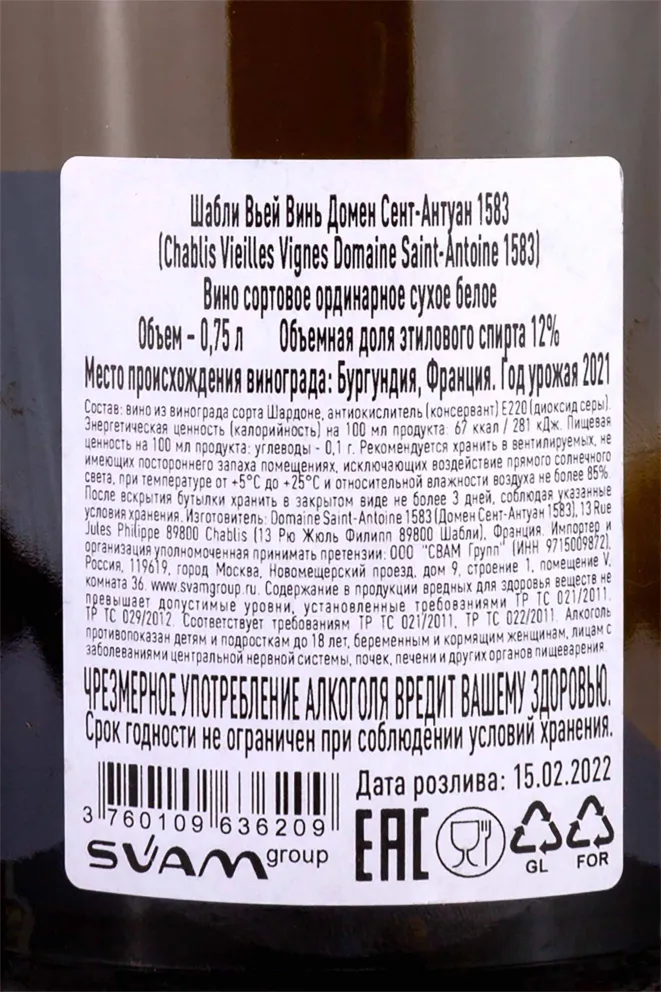 Шабли Вьей Винь Домен Сент-Антуан 1583
(Chablis Vieilles Vignes Domaine Saint-Antoine 1583)
Вино сортовое ординарное сухое белое
Объем – 0,75 л Объемная доля этилового спирта 12%
Место происхождения винограда: Бургундия, Франция. Год урожая 2021
Состав: вино из винограда сорта Шардоне, антиокислитель (консервант) Е220 (диоксид серы).
Энергетическая ценность (калорийность) на 100 мл продукта: 67 ккал / 281 кДж. Пищевая
ценность на 100 мл продукта: углеводы - 0,1 г. Рекомендуется хранить в вентилируемых, не
имеющих постороннего запаха помещениях, исключающих воздействие прямого солнечного
света, при температуре от +5°С до +25°С и относительной влажности воздуха не более 85%.
После вскрытия бутылки хранить в закрытом виде не более 3 дней, соблюдая указанные
условия хранения. Изготовитель: Domaine Saint-Antoine 1583 (Домен Сент-Антуан 1583), 13 Rue
Jules Philippe 89800 Chablis (13 Рю Жюль Филипп 89800 Шабли), Франция. Импортер и
организация уполномоченная принимать претензии: ООО "СВАМ Групп" (ИНН 9715009872),
Россия, 119619, город Москва, Новомещерский проезд, дом 9, строение 1, помещение V,
комната 36. www.svamgroup.ru. Содержание в продукции вредных для здоровья веществ не
превышает допустимые уровни, установленные требованиями ТР ТС 021/2011,
ТР ТС 029/2012. Соответствует требованиям ТР ТС 021/2011, ТР ТС 022/2011. Алкоголь
противопоказан детям и подросткам до 18 лет, беременным и кормящим женщинам, лицам с
заболеваниями центральной нервной системы, почек, печени и других органов пищеварения.
ЧРЕЗМЕРНОЕ УПОТРЕБЛЕНИЕ АЛКОГОЛЯ ВРЕДИТ ВАШЕМУ ЗДОРОВЬЮ.
Срок годности не ограничен при соблюдении условий хранения.
Дата розлива: 15.02.2022
3 760109 636209
SVAM group
EAC
GL
FOR